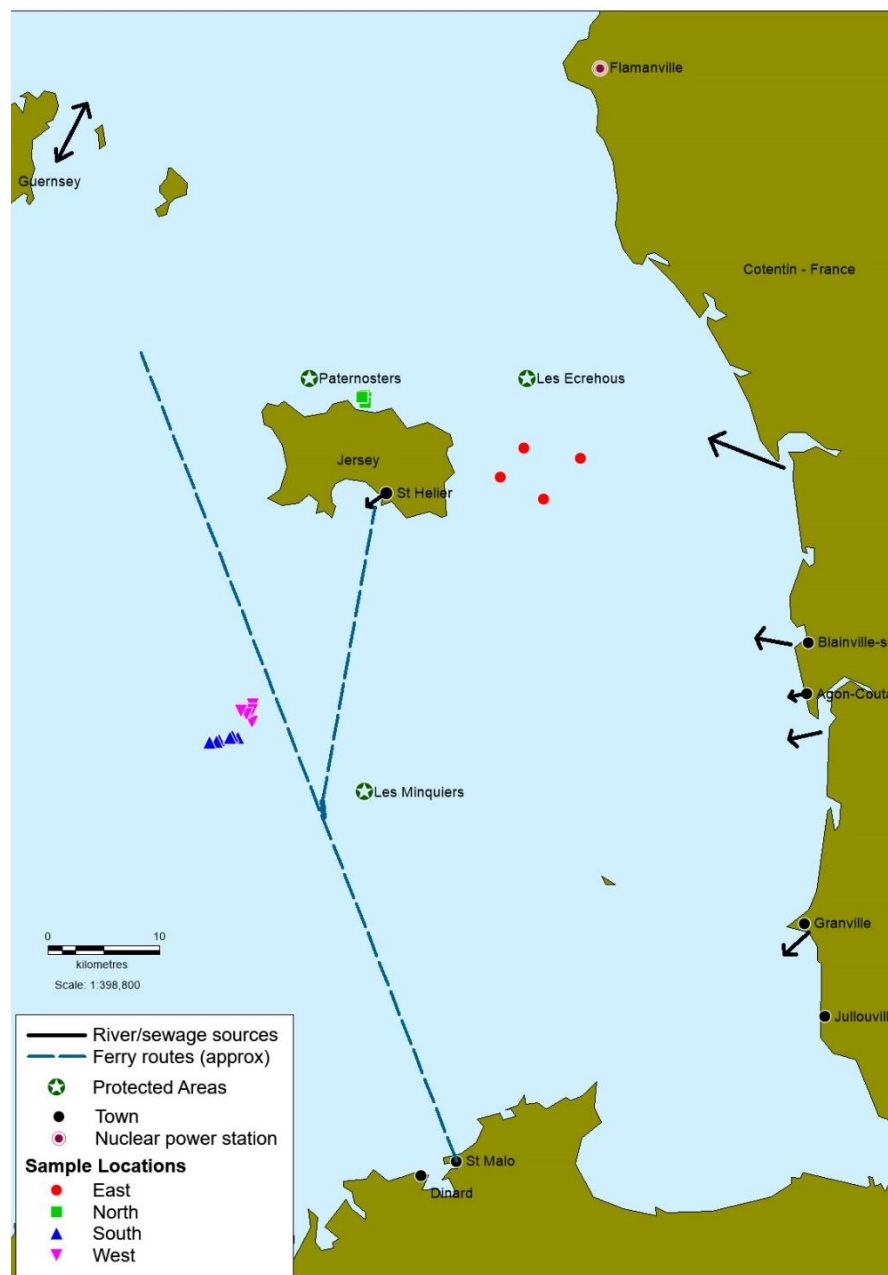 Flamanville
Guernsey
Cotentin - France
Paternosters
Les Ecrehous
Jersey
St Helier
Blainville-s
Agon-Couta
Les Minquiers
Granville
0 10
kilometres
Scale: 1:398,800
Jullouvill
River/sewage sources
Ferry routes (approx)
Protected Areas
Town
Nuclear power station
Sample Locations
East
North
South
West
St Malo
Dinard